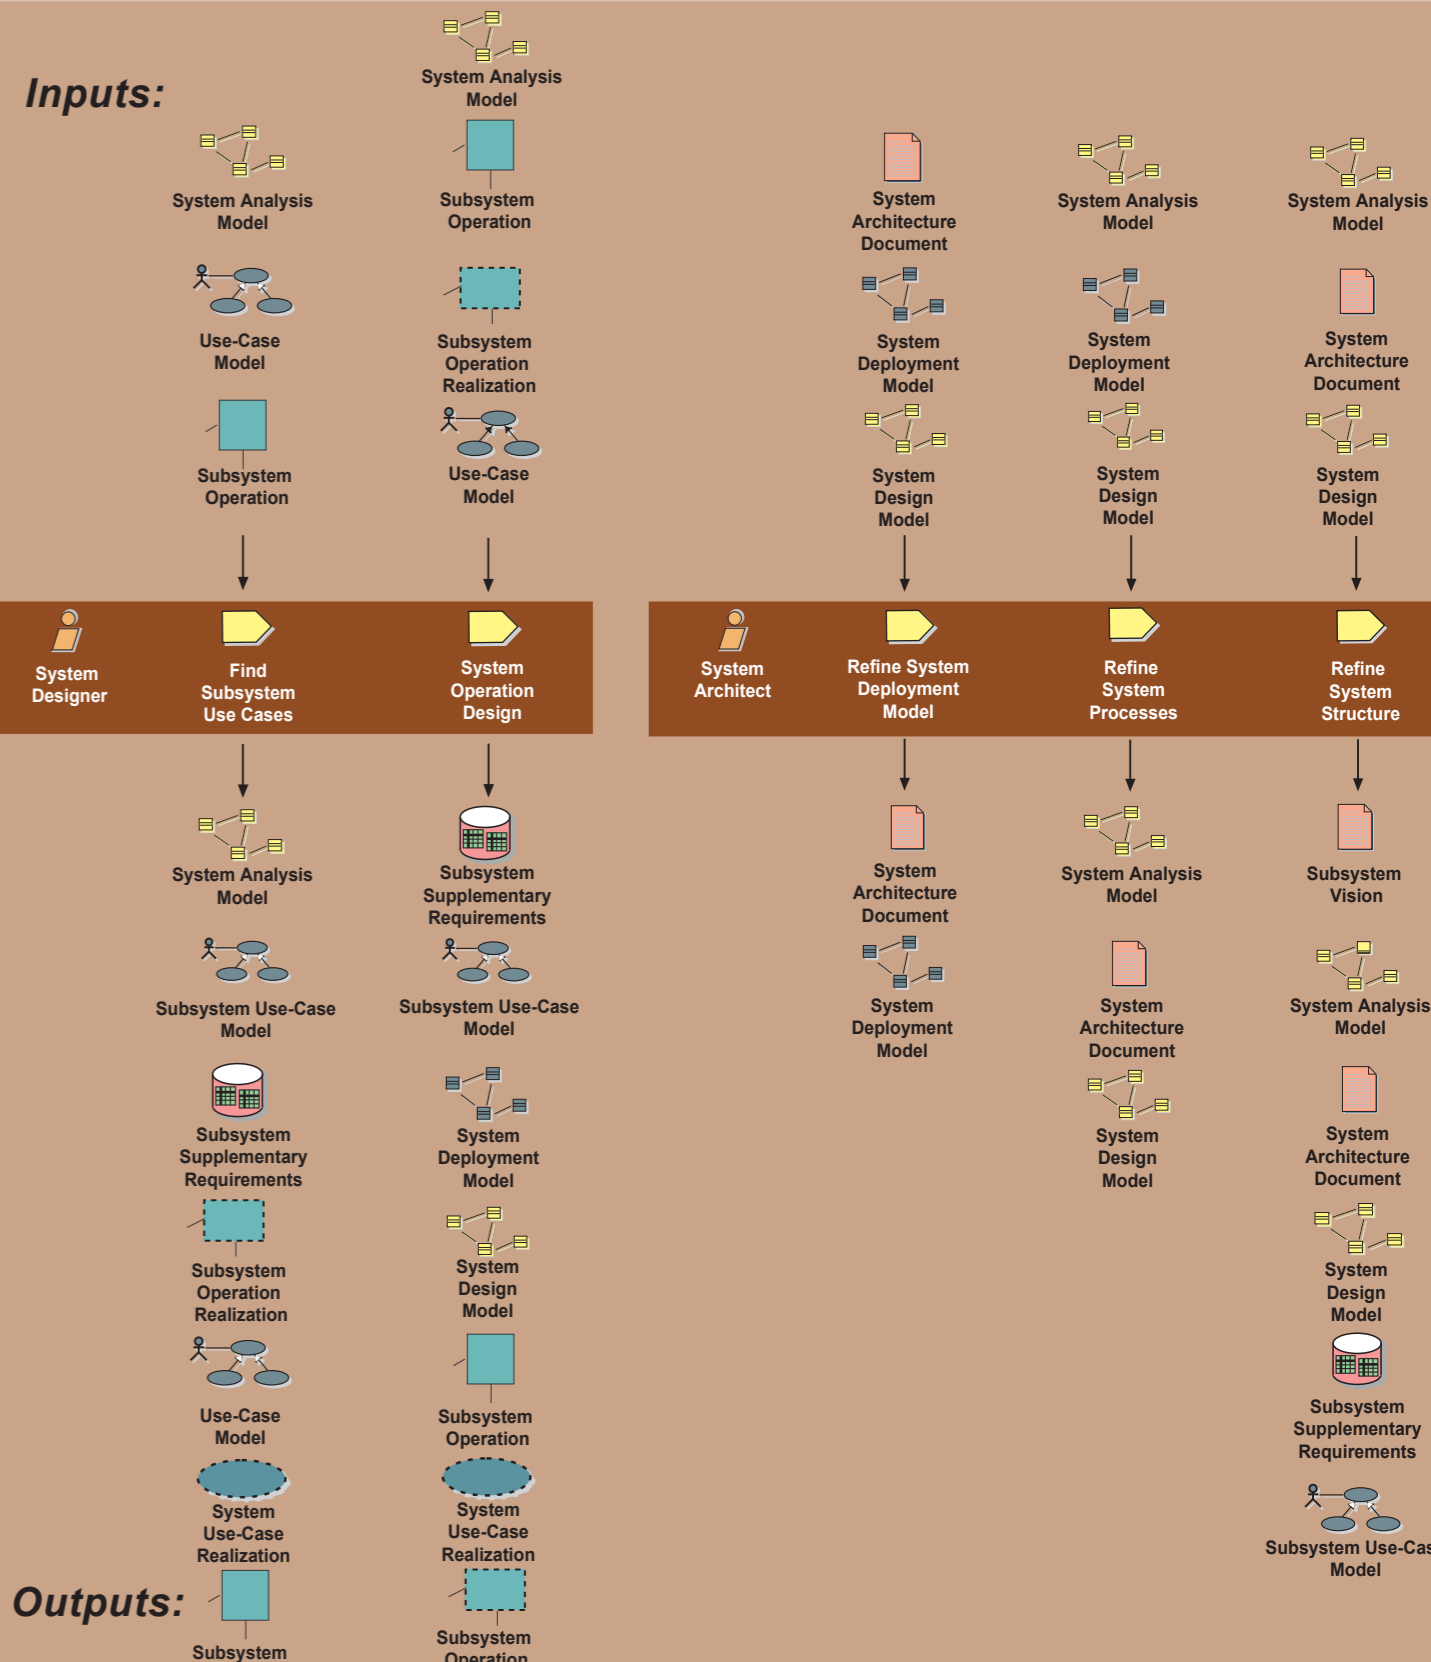 Inputs:
System Analysis
Model
Use-Case
Model
Subsystem
Operation
System Analysis
Model
Subsystem
Operation
Subsystem
Operation
Realization
Use-Case
Model
System
Architecture
Document
System
Deployment
Model
System
Design
Model
System Analysis
Model
System
Deployment
Model
System
Design
Model
System Analysis
Model
System
Architecture
Document
System
Design
Model
System
Designer
Find
Subsystem
Use Cases
System
Operation
Design
System
Architect
Refine System
Deployment
Model
Refine
System
Processes
Refine
System
Structure
System Analysis
Model
Subsystem Use-Case
Model
Subsystem
Supplementary
Requirements
Subsystem
Operation
Realization
Use-Case
Model
System
Use-Case
Realization
Subsystem
Subsystem
Supplementary
Requirements
Subsystem Use-Case
Model
System
Deployment
Model
System
Design
Model
Subsystem
Operation
System
Use-Case
Realization
Subsystem
Operation
System
Architecture
Document
System
Deployment
Model
System Analysis
Model
System
Architecture
Document
System
Design
Model
Subsystem
Vision
System Analysis
Model
System
Architecture
Document
System
Design
Model
Subsystem
Supplementary
Requirements
Subsystem Use-Cas
Model
Outputs: